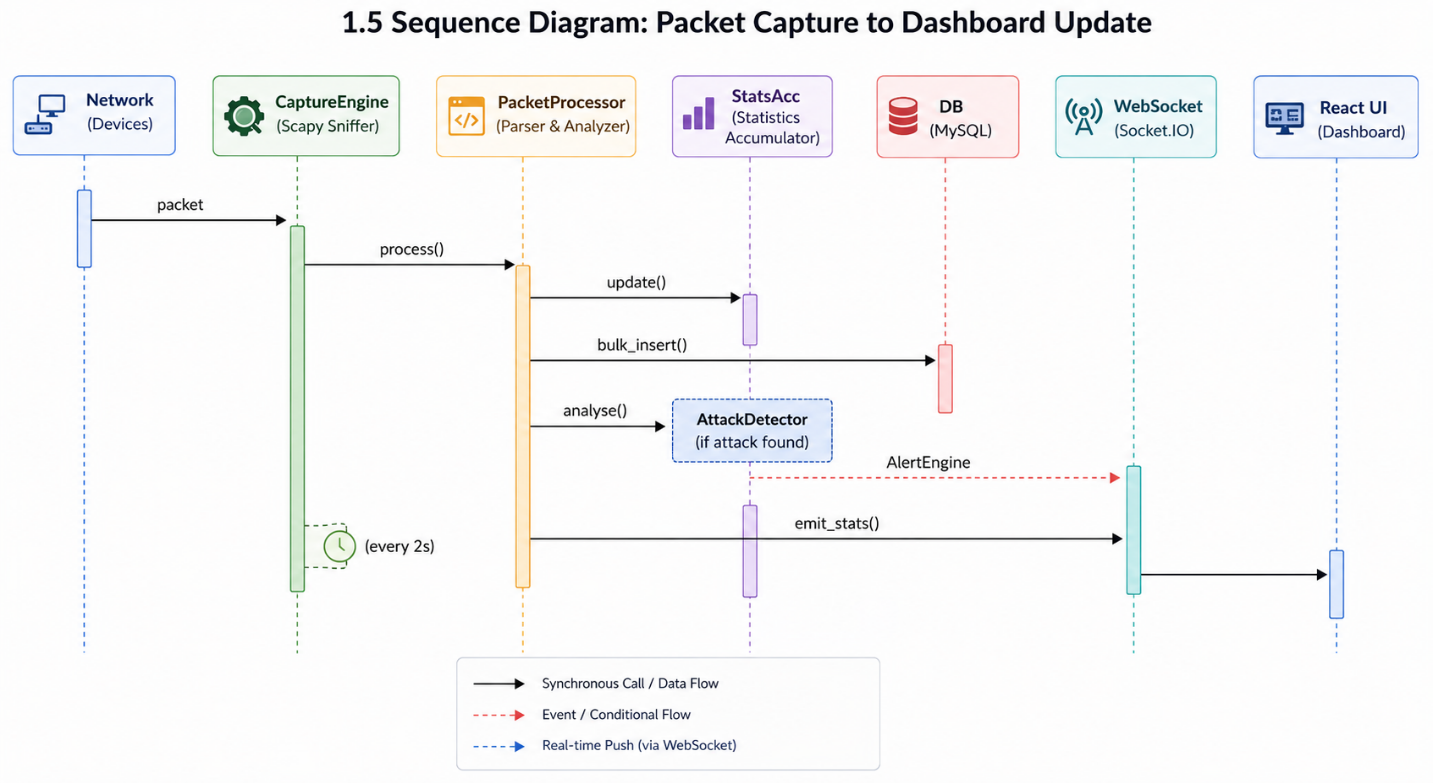 1.5 Sequence Diagram: Packet Capture to Dashboard Update
Network
(Devices)
CaptureEngine
(Scapy Sniffer)
PacketProcessor
(Parser & Analyzer)
StatsAcc
(Statistics
Accumulator)
DB
(MySQL)
WebSocket
(Socket.IO)
React UI
(Dashboard)
packet
process()
update()
bulk_insert()
analyse()
AttackDetector
(if attack found)
AlertEngine
emit_stats()
(every 2s)
Synchronous Call / Data Flow
Event / Conditional Flow
Real-time Push (via WebSocket)